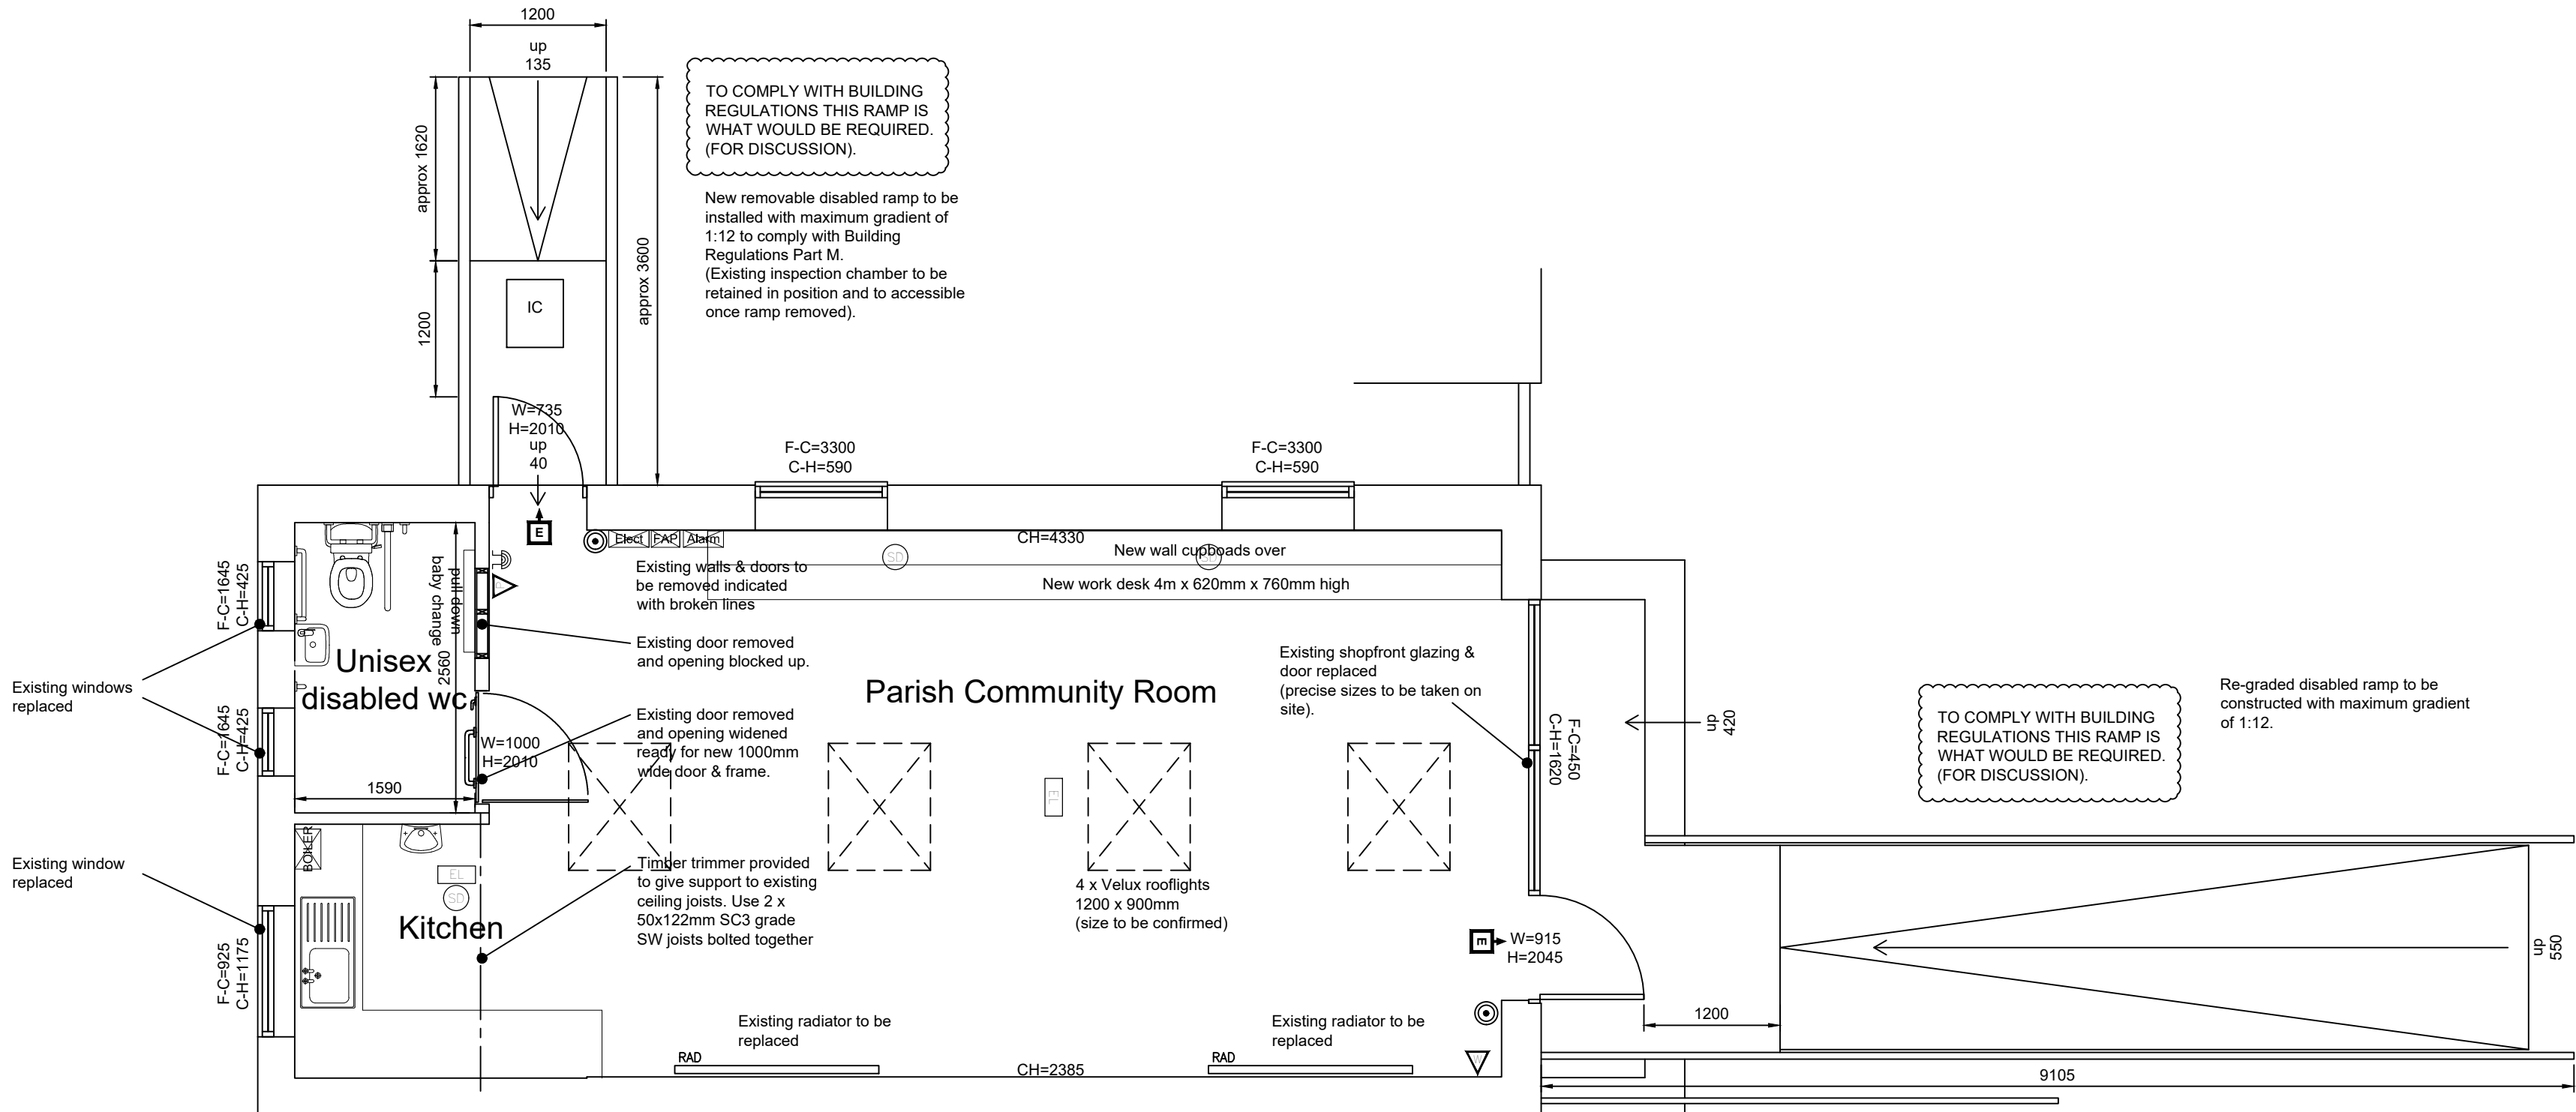 1200
up
135
TO COMPLY WITH BUILDING
REGULATIONS THIS RAMP IS
WHAT WOULD BE REQUIRED.
(FOR DISCUSSION).
approx 1620
New removable disabled ramp to be
installed with maximum gradient of
1:12 to comply with Building
Regulations Part M.
(Existing inspection chamber to be
retained in position and to accessible
once ramp removed).
approx 3600
1200
IC
W=735
H=2010
up
40
F-C=3300
C-H=590
F-C=3300
C-H=590
E
Elect
FAP
Alarm
CH=4330
SD
SD
New wall cupboads over
New work desk 4m x 620mm x 760mm high
Existing walls & doors to
be removed indicated
with broken lines
F-C=1645
C-H=425
pull down
baby change
2560
Existing door removed
and opening blocked up.
Unisex
disabled wc
Existing windows
replaced
Parish Community Room
Existing shopfront glazing &
door replaced
(precise sizes to be taken on
site).
F-C=450
C-H=1620
up
420
TO COMPLY WITH BUILDING
REGULATIONS THIS RAMP IS
WHAT WOULD BE REQUIRED.
(FOR DISCUSSION).
Re-graded disabled ramp to be
constructed with maximum gradient
of 1:12.
F-C=1645
C-H=425
Existing door removed
and opening widened
ready for new 1000mm
wide door & frame.
W=1000
H=2010
1590
EL
BOILER
Existing window
replaced
EL
SD
Kitchen
Timber trimmer provided
to give support to existing
ceiling joists. Use 2 x
50x122mm SC3 grade
SW joists bolted together
4 x Velux rooflights
1200 x 900mm
(size to be confirmed)
F-C=925
C-H=1175
E
W=915
H=2045
up
550
1200
Existing radiator to be
replaced
RAD
Existing radiator to be
replaced
RAD
CH=2385
9105